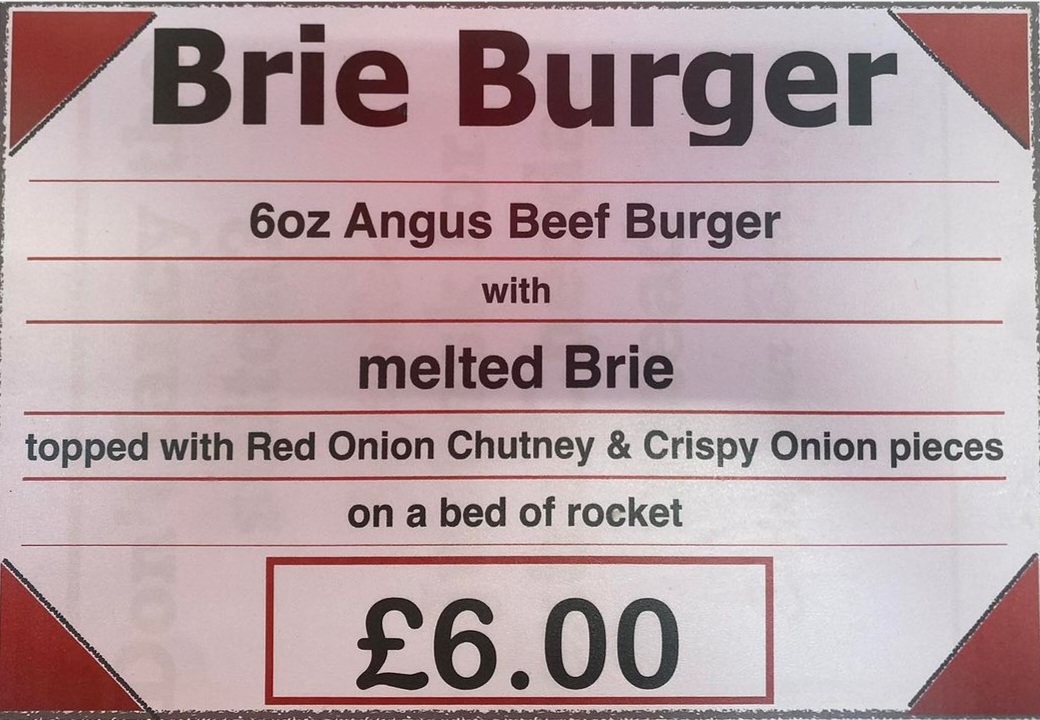 Brie Burger
6oz Angus Beef Burger
with
melted Brie
topped with Red Onion Chutney & Crispy Onion pieces
on a bed of rocket
£6.00